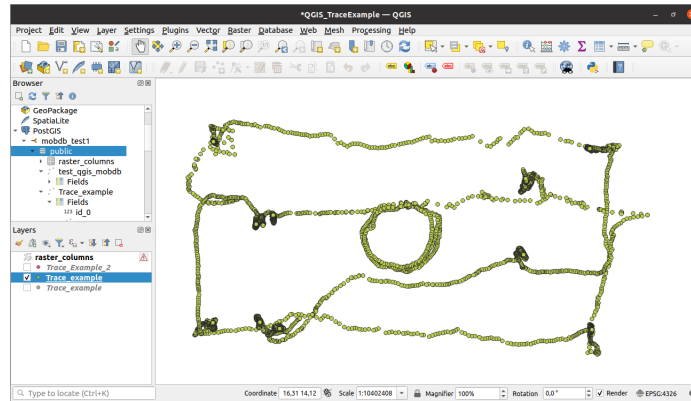 *QGIS_TraceExample — QGIS
Project Edit View Layer Settings Plugins Vector Raster Database Web Mesh Processing Help
Browser
GeoPackage
SpatiaLite
PostGIS
mobdb_test1
public
raster_columns
test_qgis_mobdb
Fields
Trace_example
Fields
123 id_0
Layers
raster_columns
Trace_Example_2
Trace_example
Trace_example
Type to locate (Ctrl+K)
Coordinate 16,31 14,12 Scale 1:10402408 Magnifier 100% Rotation 0,0° Render EPSG:4326